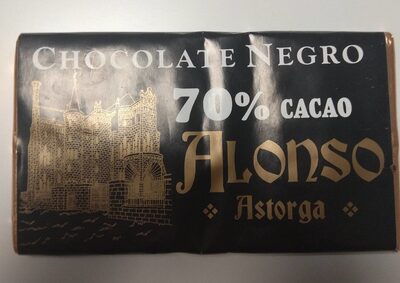 CHOCOLATE NEGRO
70% CACAO
ALONSO
Astorga